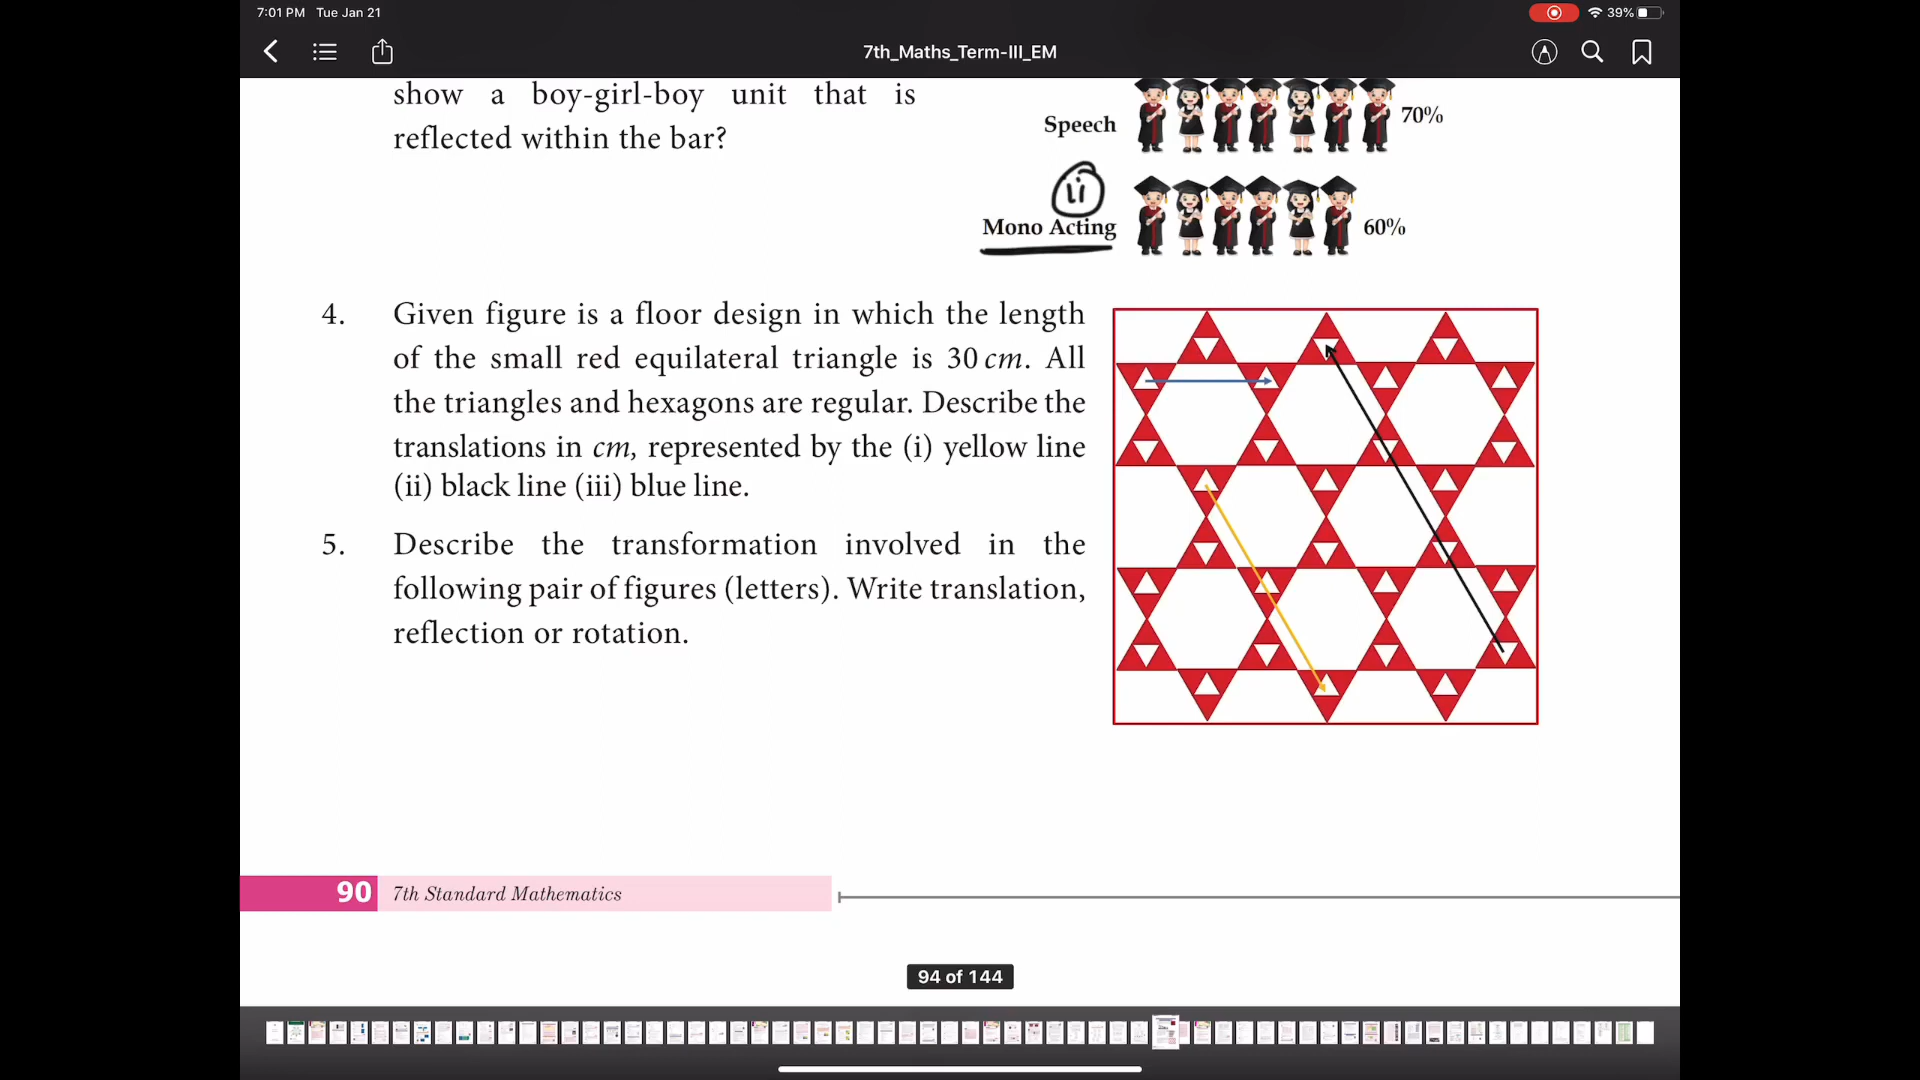 7:01 PM Tue Jan 21
39%
7th_Maths_Term-III_EM
show a boy-girl-boy unit that is
reflected within the bar?
Speech
70%
ii
Mono Acting
60%
4. Given figure is a floor design in which the length
of the small red equilateral triangle is 30 cm. All
the triangles and hexagons are regular. Describe the
translations in cm, represented by the (i) yellow line
(ii) black line (iii) blue line.
5. Describe the transformation involved in the
following pair of figures (letters). Write translation,
reflection or rotation.
90 7th Standard Mathematics
94 of 144